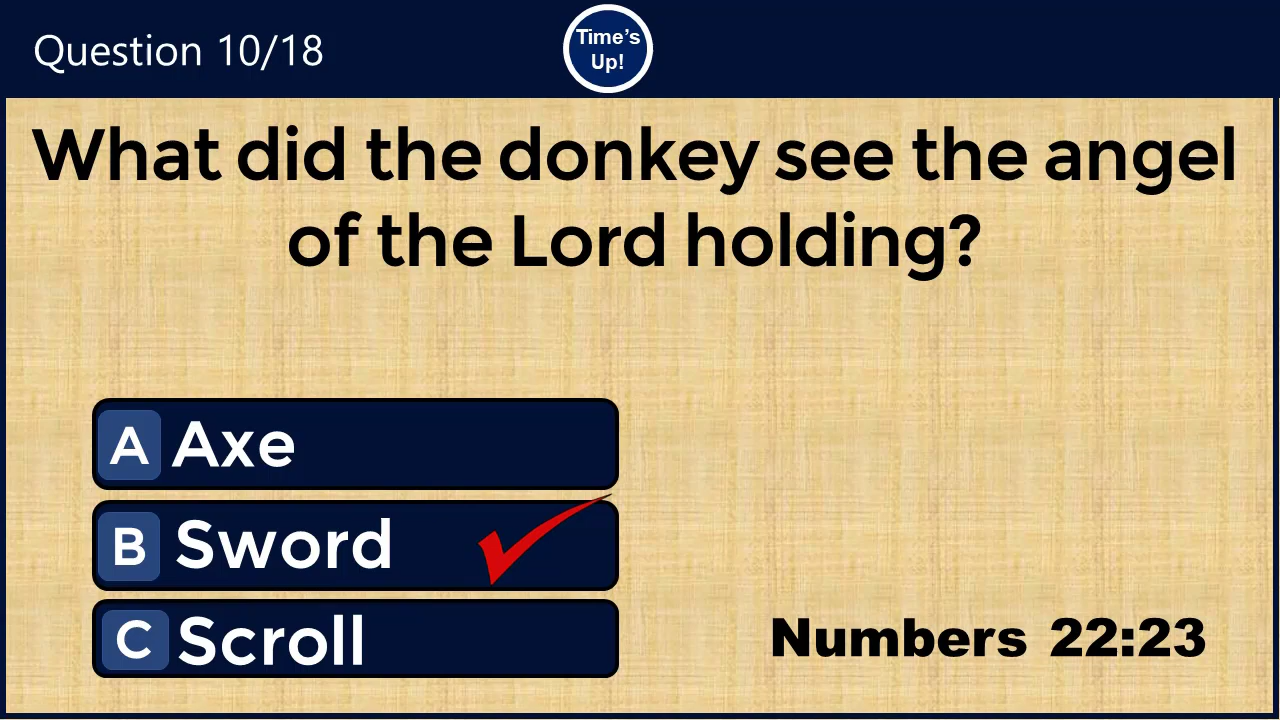 Question 10/18
Time's
Up!
What did the donkey see the angel
of the Lord holding?
A Axe
B Sword
C Scroll
Numbers 22:23